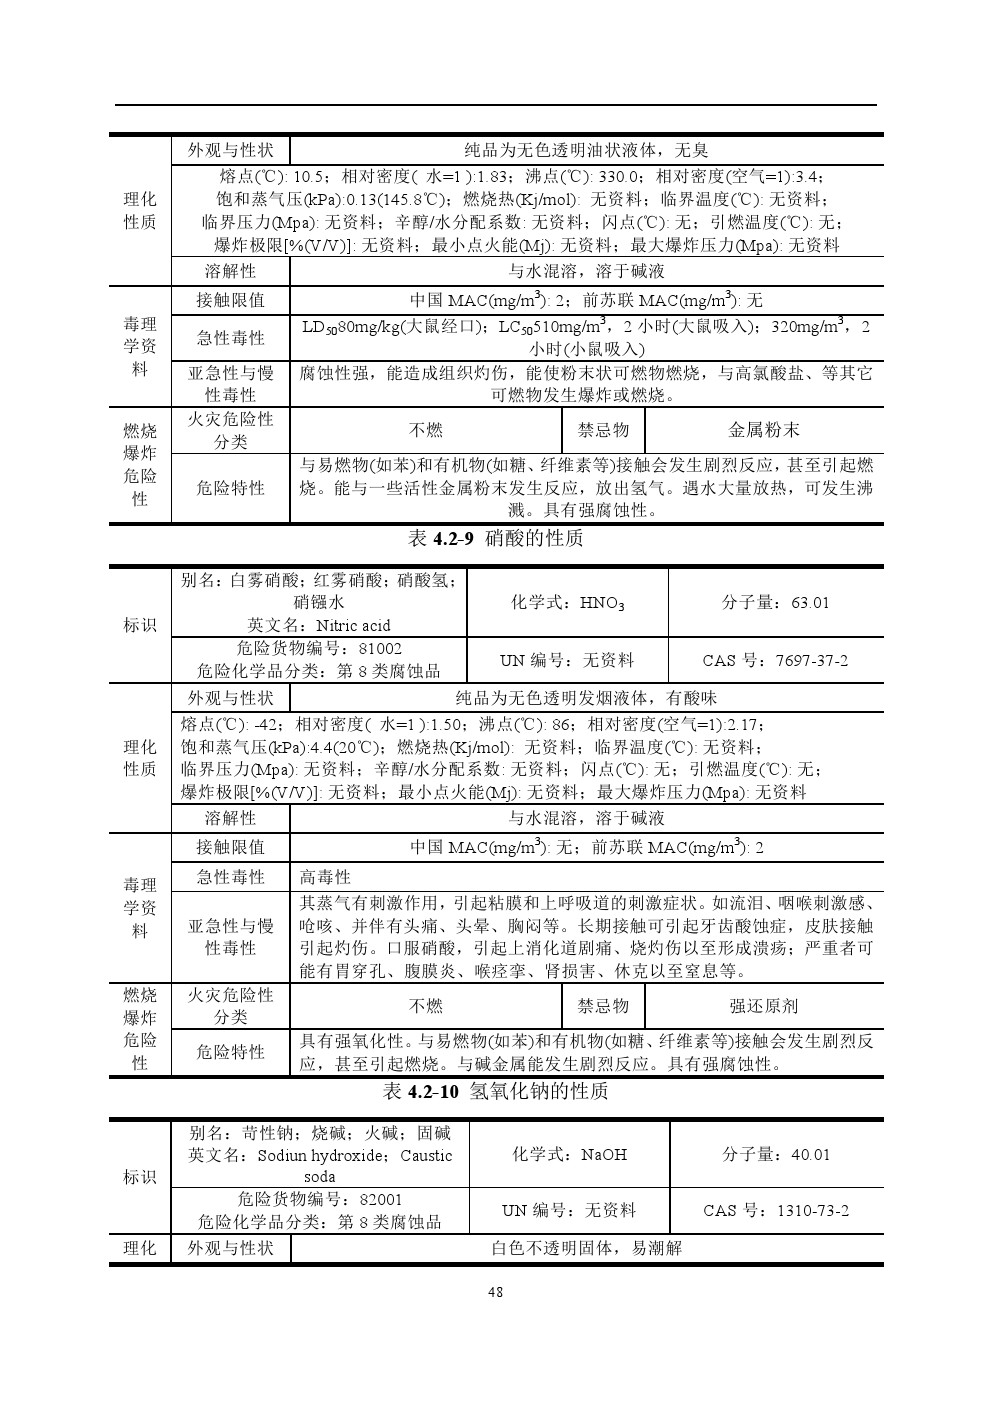 外观与性状 纯品为无色透明油状液体，无臭
理化性质
熔点(℃): 10.5；相对密度( 水=1 ):1.83；沸点(℃): 330.0；相对密度(空气=1):3.4；
饱和蒸气压(kPa):0.13(145.8℃)；燃烧热(Kj/mol): 无资料；临界温度(℃): 无资料；
临界压力(Mpa): 无资料；辛醇/水分配系数: 无资料；闪点(℃): 无；引燃温度(℃): 无；
爆炸极限[%(V/V)]: 无资料；最小点火能(Mj): 无资料；最大爆炸压力(Mpa): 无资料
溶解性 与水混溶，溶于碱液
毒理学资料
接触限值 中国 MAC(mg/m³): 2；前苏联 MAC(mg/m³): 无
急性毒性
LD₅₀80mg/kg(大鼠经口)；LC₅₀510mg/m³，2 小时(大鼠吸入)；320mg/m³，2
小时(小鼠吸入)
亚急性与慢性毒性
腐蚀性强，能造成组织灼伤，能使粉末状可燃物燃烧，与高氯酸盐、等其它
可燃物发生爆炸或燃烧。
燃烧爆炸危险性
火灾危险性分类 不燃 禁忌物 金属粉末
危险特性
与易燃物(如苯)和有机物(如糖、纤维素等)接触会发生剧烈反应，甚至引起燃
烧。能与一些活性金属粉末发生反应，放出氢气。遇水大量放热，可发生沸
溅。具有强腐蚀性。
表 4.2-9 硝酸的性质
标识
别名：白雾硝酸；红雾硝酸；硝酸氢；
硝镪水
英文名：Nitric acid
化学式：HNO₃ 分子量：63.01
危险货物编号：81002
危险化学品分类：第 8 类腐蚀品
UN 编号：无资料 CAS 号：7697-37-2
理化性质
外观与性状 纯品为无色透明发烟液体，有酸味
熔点(℃): -42；相对密度( 水=1 ):1.50；沸点(℃): 86；相对密度(空气=1):2.17；
饱和蒸气压(kPa):4.4(20℃)；燃烧热(Kj/mol): 无资料；临界温度(℃): 无资料；
临界压力(Mpa): 无资料；辛醇/水分配系数: 无资料；闪点(℃): 无；引燃温度(℃): 无；
爆炸极限[%(V/V)]: 无资料；最小点火能(Mj): 无资料；最大爆炸压力(Mpa): 无资料
溶解性 与水混溶，溶于碱液
毒理学资料
接触限值 中国 MAC(mg/m³): 无；前苏联 MAC(mg/m³): 2
急性毒性 高毒性
亚急性与慢性毒性
其蒸气有刺激作用，引起粘膜和上呼吸道的刺激症状。如流泪、咽喉刺激感、
呛咳、并伴有头痛、头晕、胸闷等。长期接触可引起牙齿酸蚀症，皮肤接触
引起灼伤。口服硝酸，引起上消化道剧痛、烧灼伤以至形成溃疡；严重者可
能有胃穿孔、腹膜炎、喉痉挛、肾损害、休克以至窒息等。
燃烧爆炸危险性
火灾危险性分类 不燃 禁忌物 强还原剂
危险特性
具有强氧化性。与易燃物(如苯)和有机物(如糖、纤维素等)接触会发生剧烈反
应，甚至引起燃烧。与碱金属能发生剧烈反应。具有强腐蚀性。
表 4.2-10 氢氧化钠的性质
标识
别名：苛性钠；烧碱；火碱；固碱
英文名：Sodiun hydroxide；Caustic
soda
化学式：NaOH 分子量：40.01
危险货物编号：82001
危险化学品分类：第 8 类腐蚀品
UN 编号：无资料 CAS 号：1310-73-2
理化 外观与性状 白色不透明固体，易潮解
48